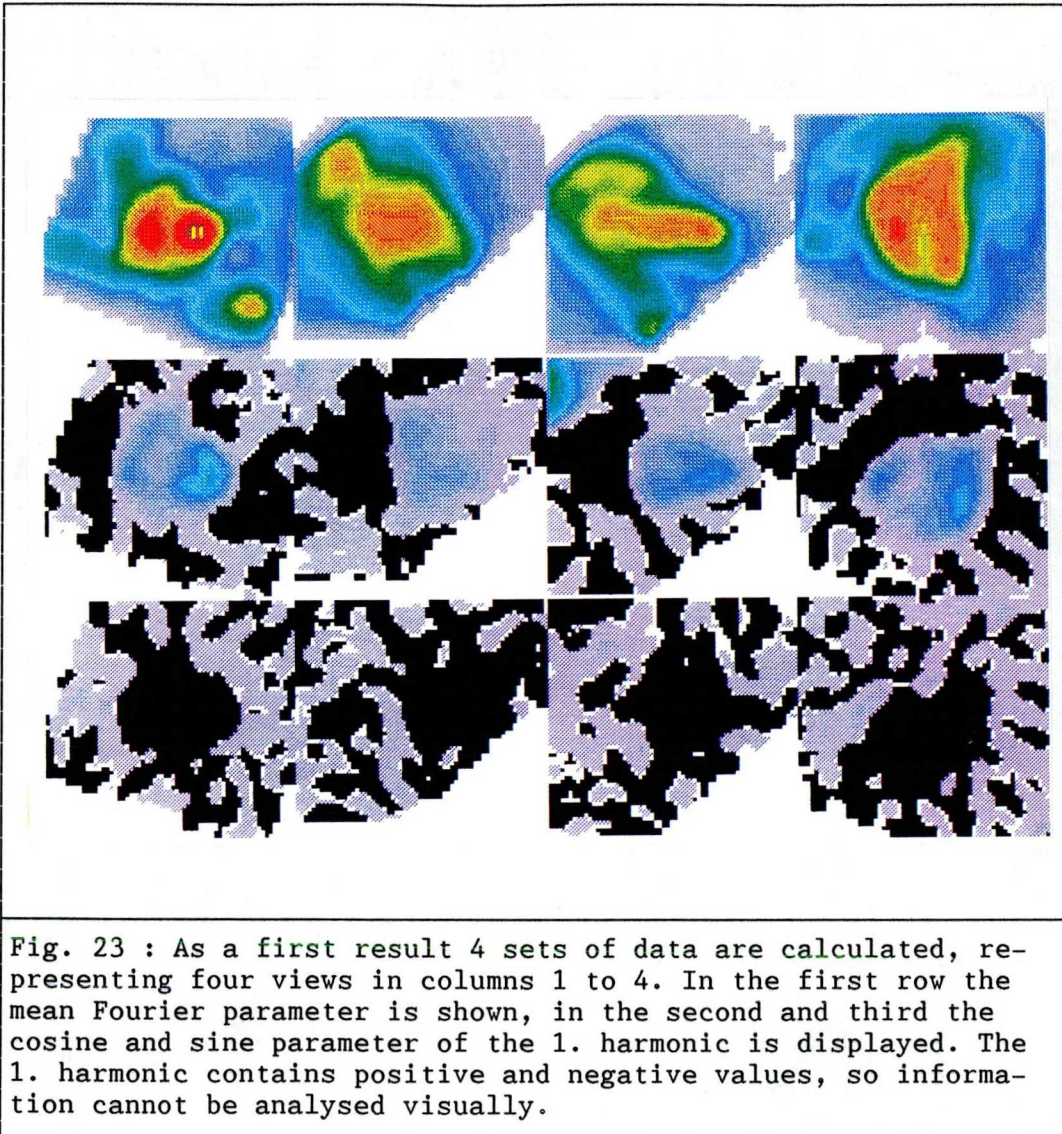 Fig. 23 : As a first result 4 sets of data are calculated, re-
presenting four views in columns 1 to 4. In the first row the
mean Fourier parameter is shown, in the second and third the
cosine and sine parameter of the 1. harmonic is displayed. The
1. harmonic contains positive and negative values, so informa-
tion cannot be analysed visually.